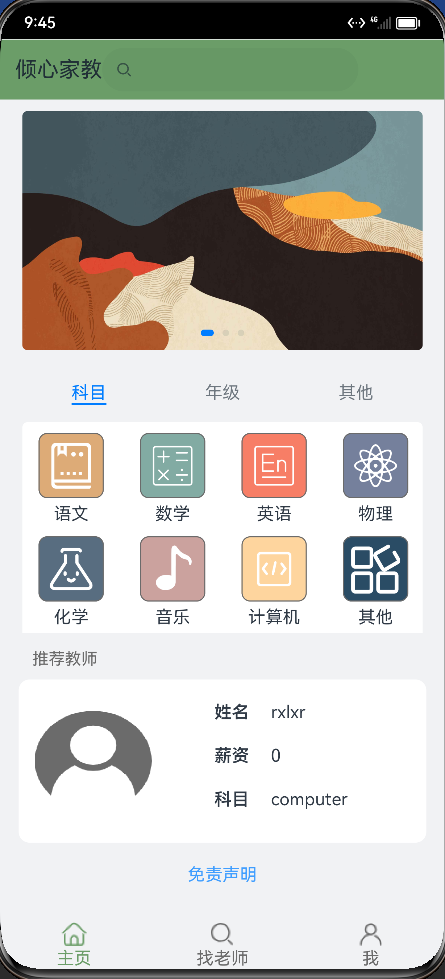 9:45
4G
倾心家教
科目 年级 其他
En
语文 数学 英语 物理
化学 音乐 计算机 其他
推荐教师
姓名 rxlxr
薪资 0
科目 computer
免责声明
主页 找老师 我